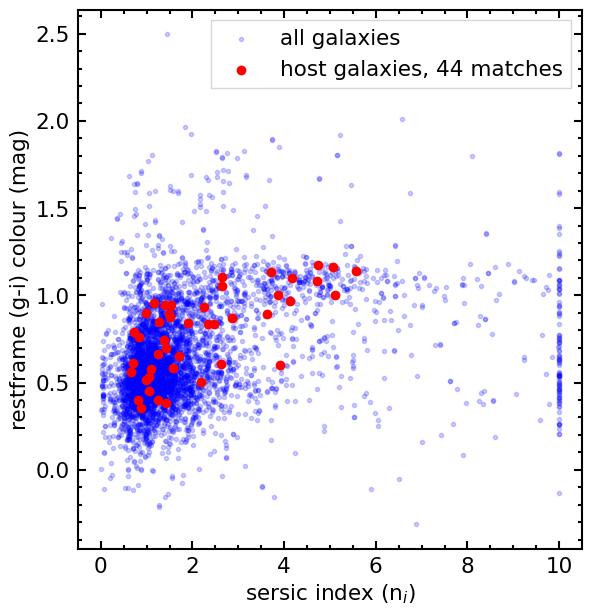 all galaxies
host galaxies, 44 matches
restframe (g-i) colour (mag)
2.5
2.0
1.5
1.0
0.5
0.0
0 2 4 6 8 10
sersic index (n_i)